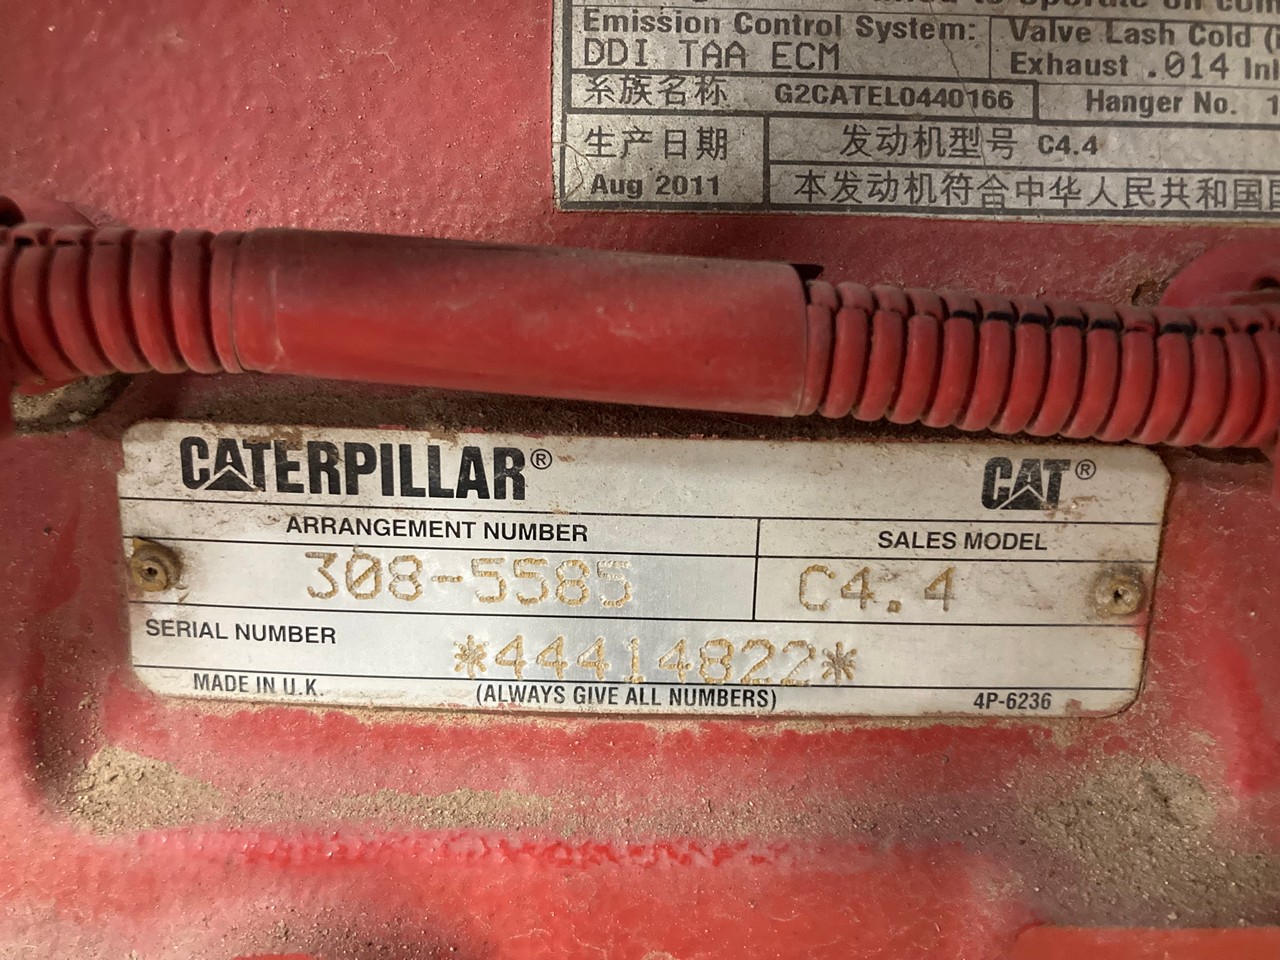 Emission Control System: Valve Lash Cold
DDI TAA ECM Exhaust .014
系族名称 G2CATEL0440166 Hanger No.
生产日期 发动机型号 C4.4
Aug 2011 本发动机符合中华人民共和国
CATERPILLAR® CAT®
ARRANGEMENT NUMBER SALES MODEL
308-5585 C4.4
SERIAL NUMBER *44414822*
MADE IN U.K. (ALWAYS GIVE ALL NUMBERS) 4P-6236